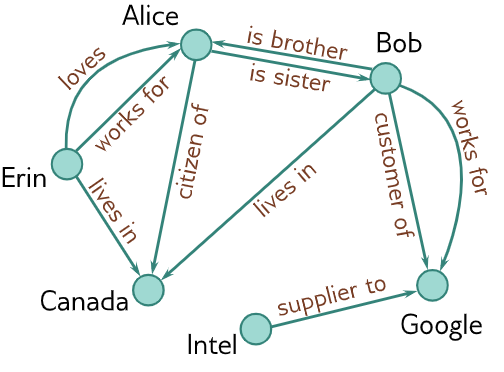 Alice
is brother
Bob
loves
is sister
works for
works for
citizen of
customer of
Erin
lives in
lives in
Canada
supplier to
Google
Intel